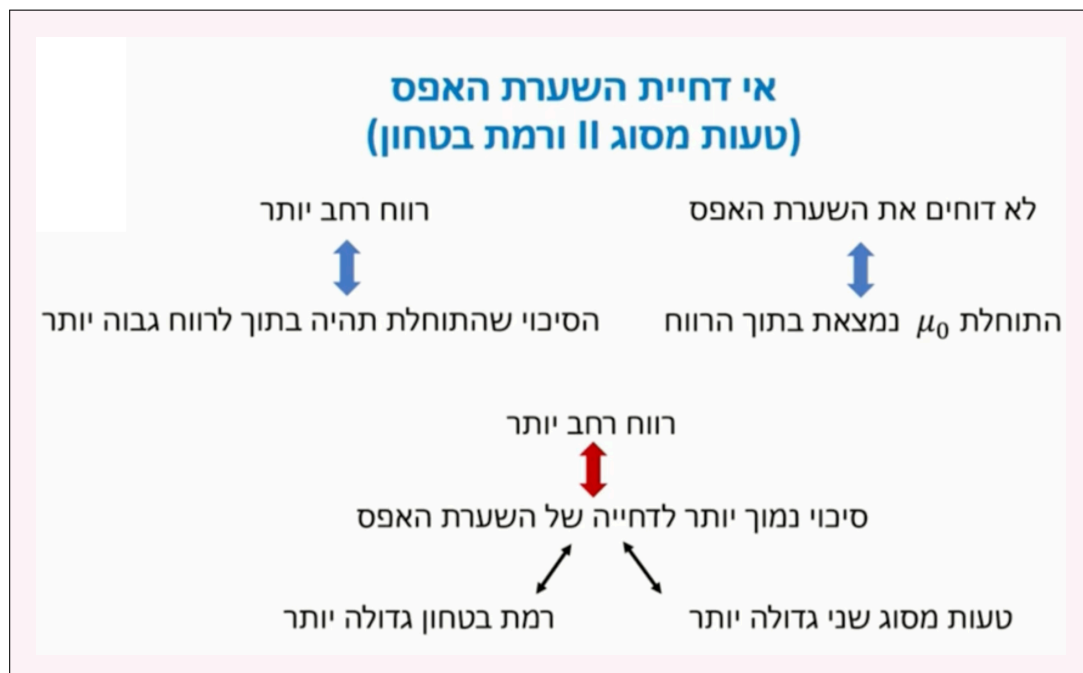 אי דחיית השערת האפס
(טעות מסוג II ורמת בטחון)
לא דוחים את השערת האפס
התוחלת μ₀ נמצאת בתוך הרווח
רווח רחב יותר
הסיכוי שהתוחלת תהיה בתוך לרווח גבוה יותר
רווח רחב יותר
סיכוי נמוך יותר לדחייה של השערת האפס
טעות מסוג שני גדולה יותר
רמת בטחון גדולה יותר